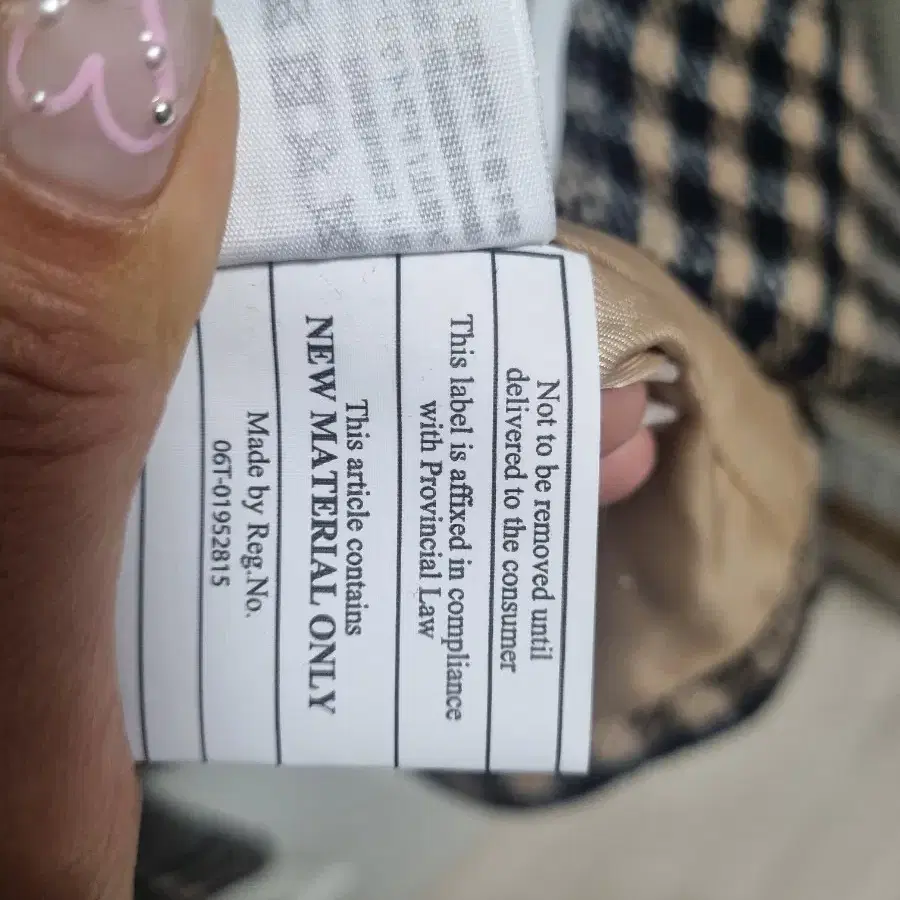 Not to be removed until
delivered to the consumer
This label is affixed in compliance
with Provincial Law
This article contains
NEW MATERIAL ONLY
Made by Reg.No.
06T-01952815